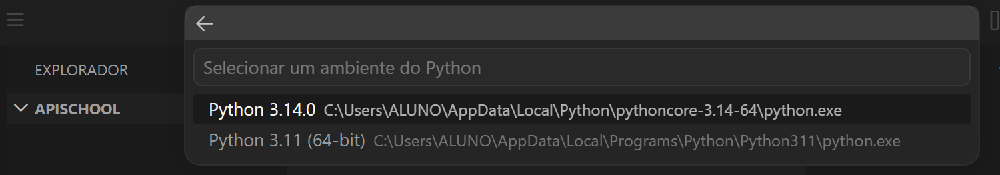 Selecionar um ambiente do Python
EXPLORADOR
APISCHOOL
Python 3.14.0 C:\Users\ALUNO\AppData\Local\Python\pythoncore-3.14-64\python.exe
Python 3.11 (64-bit) C:\Users\ALUNO\AppData\Local\Programs\Python\Python311\python.exe